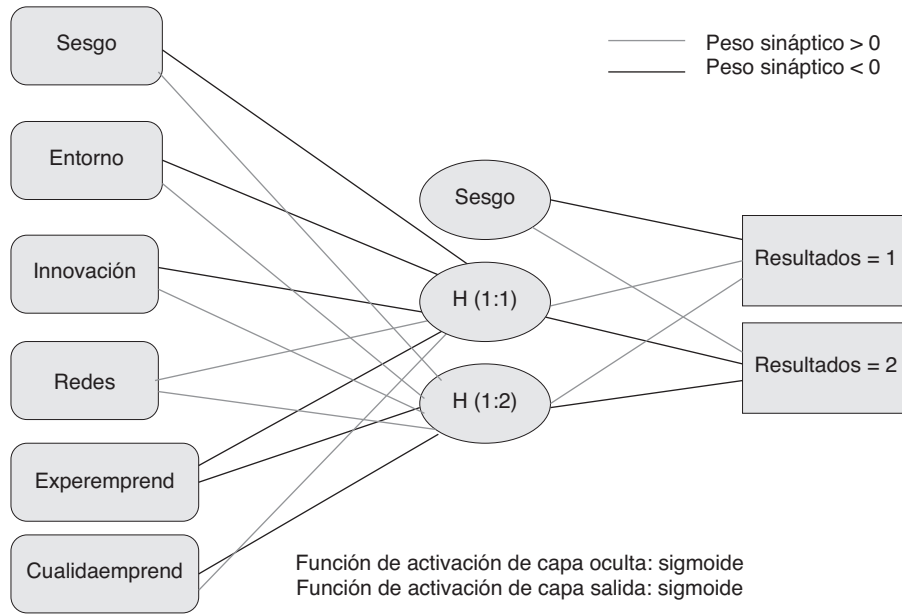 Sesgo
Peso sináptico > 0
Peso sináptico < 0
Entorno
Sesgo
Innovación
Resultados = 1
H (1:1)
Redes
Resultados = 2
H (1:2)
Experemprend
Cualidaemprend
Función de activación de capa oculta: sigmoide
Función de activación de capa salida: sigmoide